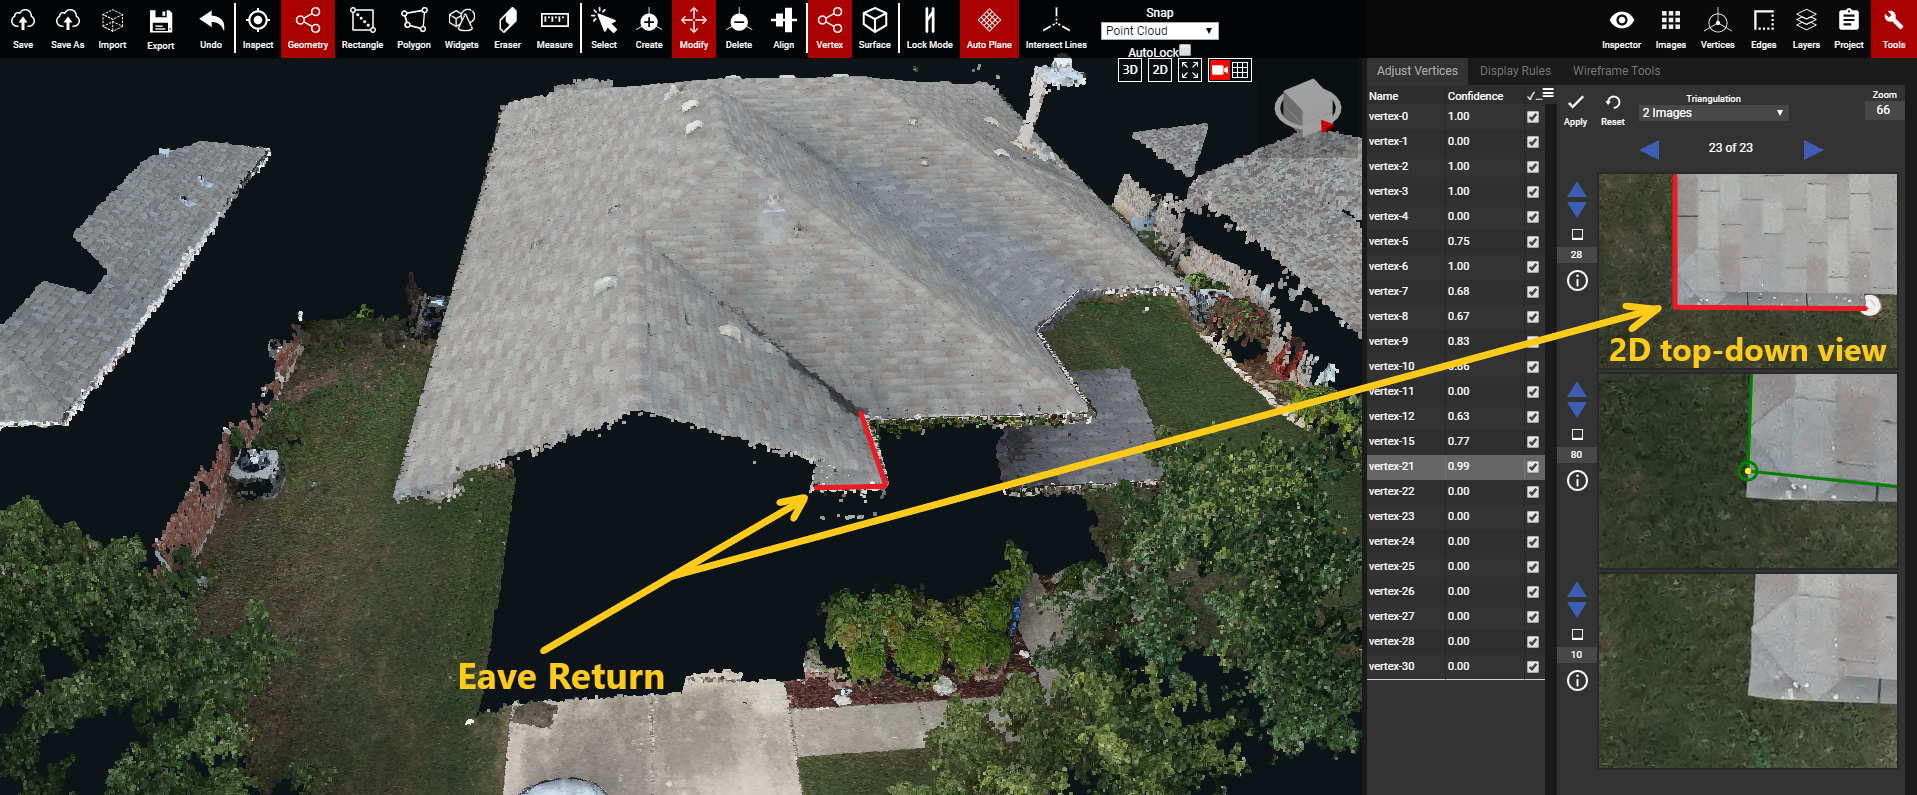 Save
Save As
Import
Export
Undo
Inspect
Geometry
Rectangle
Polygon
Widgets
Eraser
Measure
Select
Create
Modify
Delete
Align
Vertex
Surface
Lock Mode
Auto Plane
Intersect Lines
Snap
Point Cloud
AutoLock
3D
2D
Inspector
Images
Vertices
Edges
Layers
Project
Tools
Adjust Vertices
Display Rules
Wireframe Tools
Name Confidence ✓...
vertex-0 1.00
vertex-1 0.00
vertex-2 1.00
vertex-3 1.00
vertex-4 0.00
vertex-5 0.75
vertex-6 1.00
vertex-7 0.68
vertex-8 0.67
vertex-9 0.83
vertex-10 0.86
vertex-11 0.00
vertex-12 0.63
vertex-15 0.77
vertex-21 0.99
vertex-22 0.00
vertex-23 0.00
vertex-24 0.00
vertex-25 0.00
vertex-26 0.00
vertex-27 0.00
vertex-28 0.00
vertex-30 0.00
Apply
Reset
Triangulation
2 Images
Zoom
66
23 of 23
28
80
10
2D top-down view
Eave Return